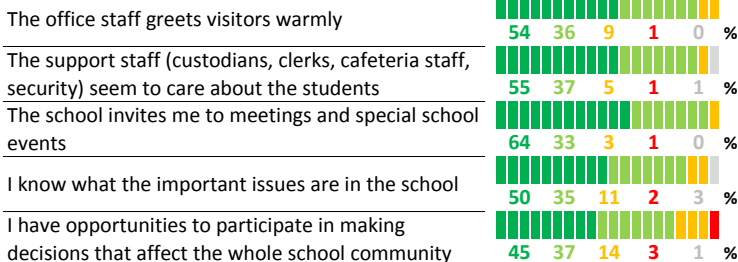 The office staff greets visitors warmly
54 36 9 1 0 %
The support staff (custodians, clerks, cafeteria staff,
security) seem to care about the students
55 37 5 1 1 %
The school invites me to meetings and special school
events
64 33 3 1 0 %
I know what the important issues are in the school
50 35 11 2 3 %
I have opportunities to participate in making
decisions that affect the whole school community
45 37 14 3 1 %